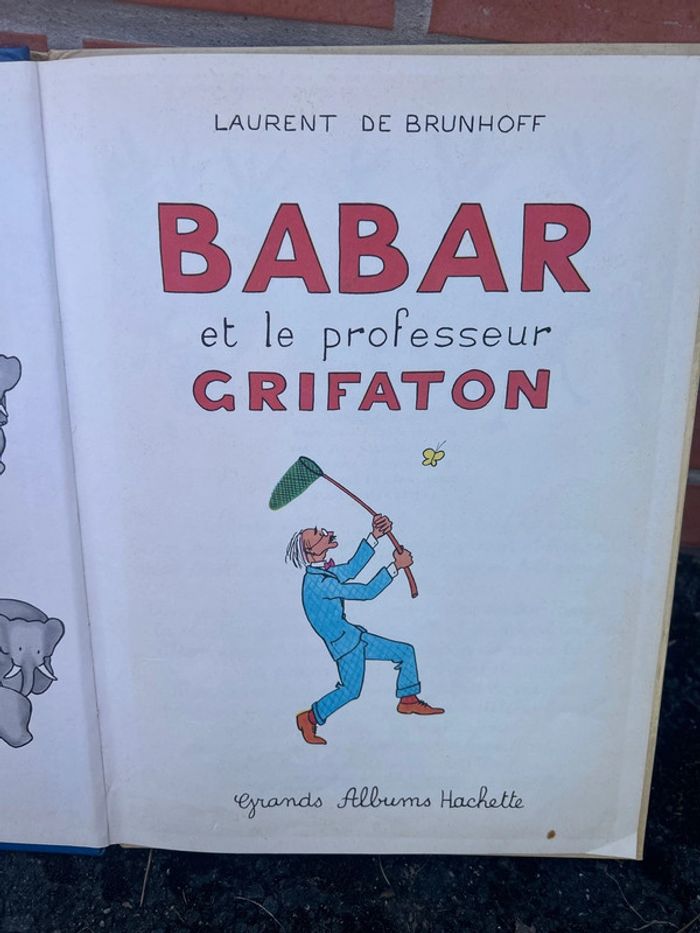 LAURENT DE BRUNHOFF
BABAR
et le professeur
GRIFATON
Grands Albums Hachette